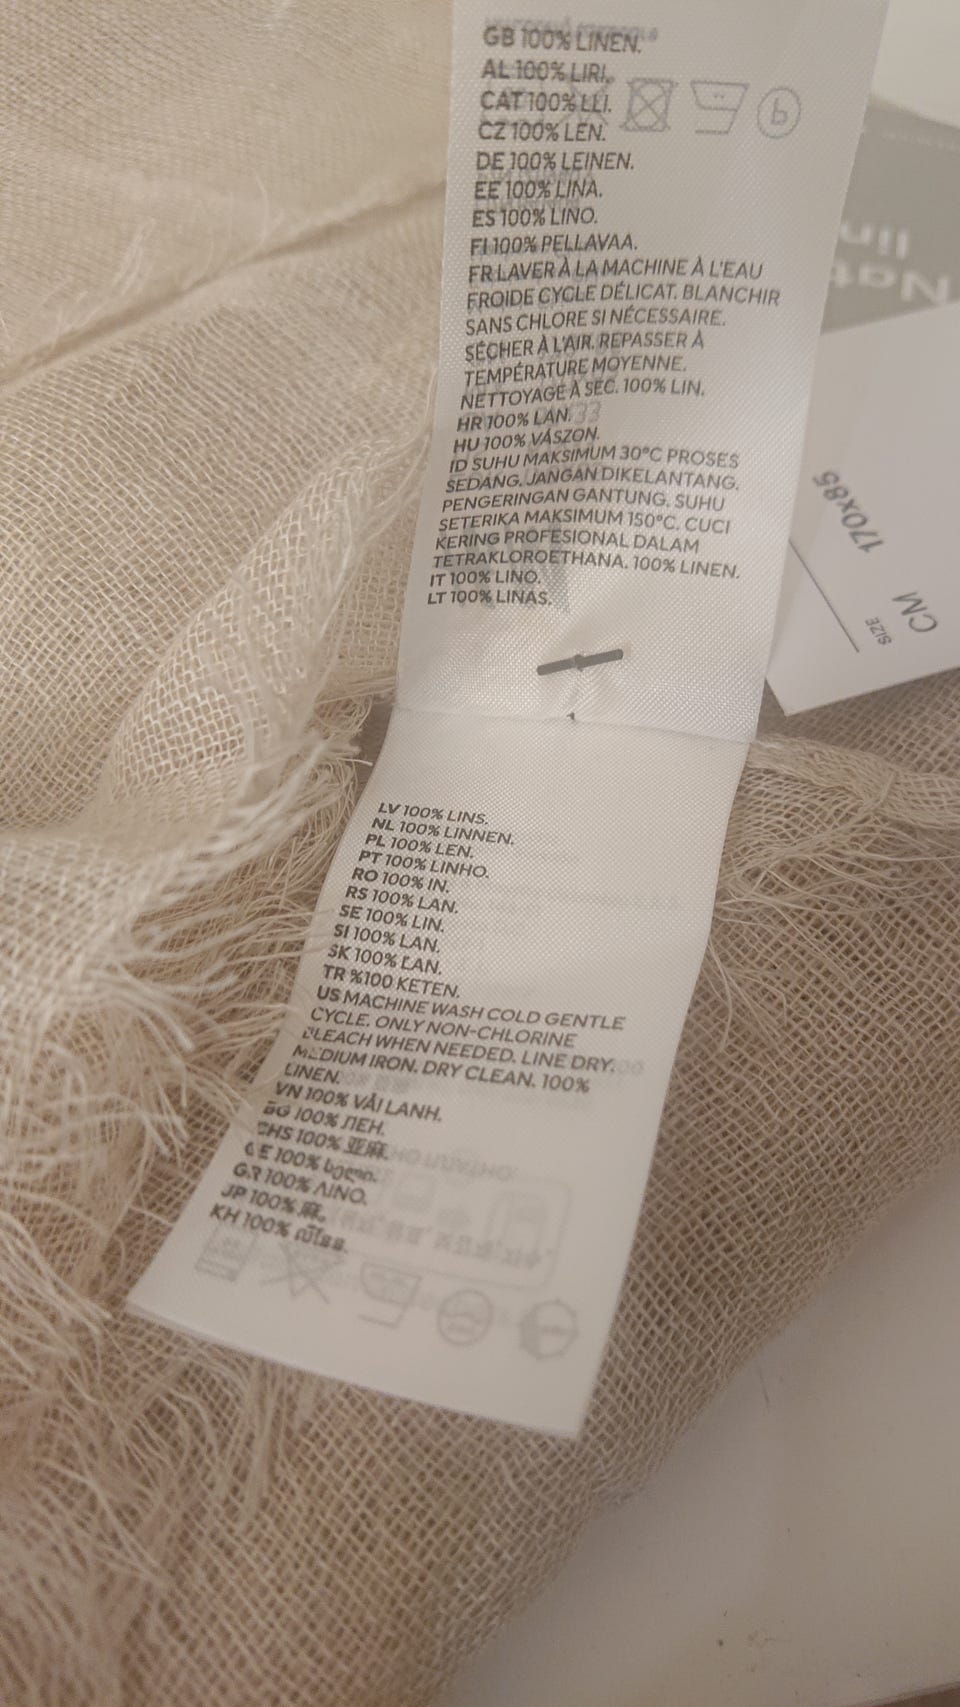 GB 100% LINEN.
AL 100% LIRI.
CAT 100% LLI.
CZ 100% LEN.
DE 100% LEINEN.
EE 100% LINA.
ES 100% LINO.
FI 100% PELLAVAA.
FR LAVER À LA MACHINE À L'EAU
FROIDE CYCLE DÉLICAT. BLANCHIR
SANS CHLORE SI NÉCESSAIRE.
SÉCHER À L'AIR. REPASSER À
TEMPÉRATURE MOYENNE.
NETTOYAGE À SEC. 100% LIN.
HR 100% LAN.
HU 100% VÁSZON.
ID SUHU MAKSIMUM 30°C PROSES
SEDANG. JANGAN DIKELANTANG.
PENGERINGAN GANTUNG. SUHU
SETERIKA MAKSIMUM 150°C. CUCI
KERING PROFESIONAL DALAM
TETRAKLOROETHANA. 100% LINEN.
IT 100% LINO.
LT 100% LINAS.
LV 100% LINS.
NL 100% LINNEN.
PL 100% LEN.
PT 100% LINHO.
RO 100% IN.
RS 100% LAN.
SE 100% LIN.
SI 100% LAN.
SK 100% ĽAN.
TR %100 KETEN.
US MACHINE WASH COLD GENTLE
CYCLE. ONLY NON-CHLORINE
BLEACH WHEN NEEDED. LINE DRY.
MEDIUM IRON. DRY CLEAN. 100%
LINEN.
VN 100% VẢI LANH.
BG 100% ЛЕН.
CHS 100% 亚麻.
GE 100% სელი.
GR 100% ΛΙΝΟ.
JP 100% 麻。
KH 100%
SIZE
CM
170x85